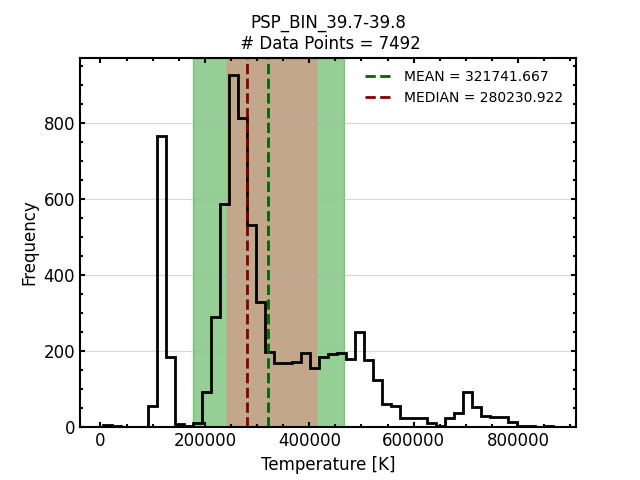 PSP_BIN_39.7-39.8
# Data Points = 7492
MEAN = 321741.667
MEDIAN = 280230.922
800
600
400
200
0
Frequency
0 200000 400000 600000 800000
Temperature [K]